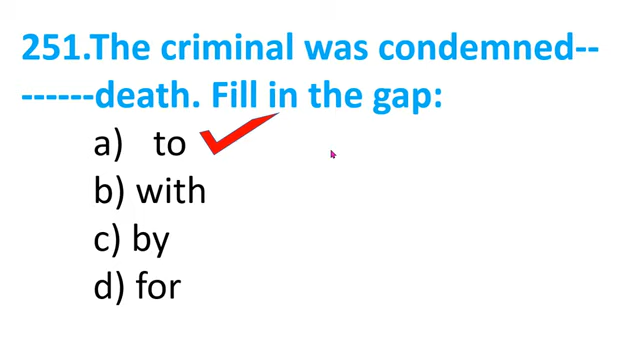 251.The criminal was condemned--
-------death. Fill in the gap:
a) to
b) with
c) by
d) for